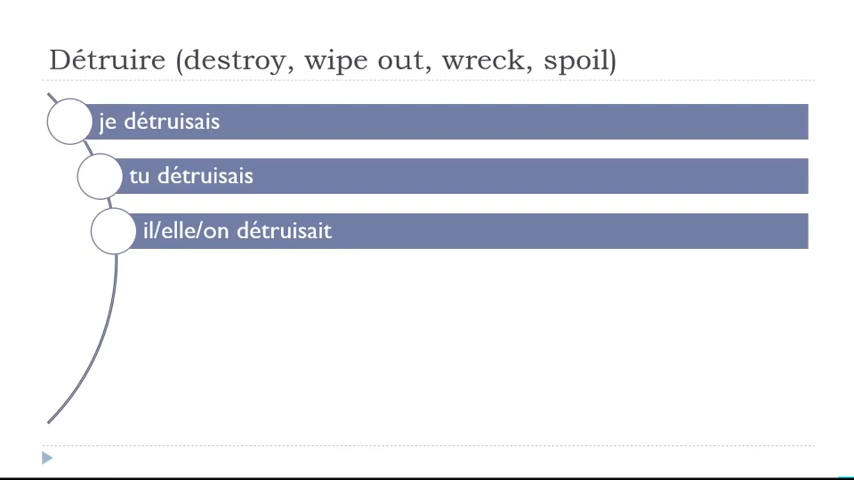 Détruire (destroy, wipe out, wreck, spoil)
je détruisais
tu détruisais
il/elle/on détruisait